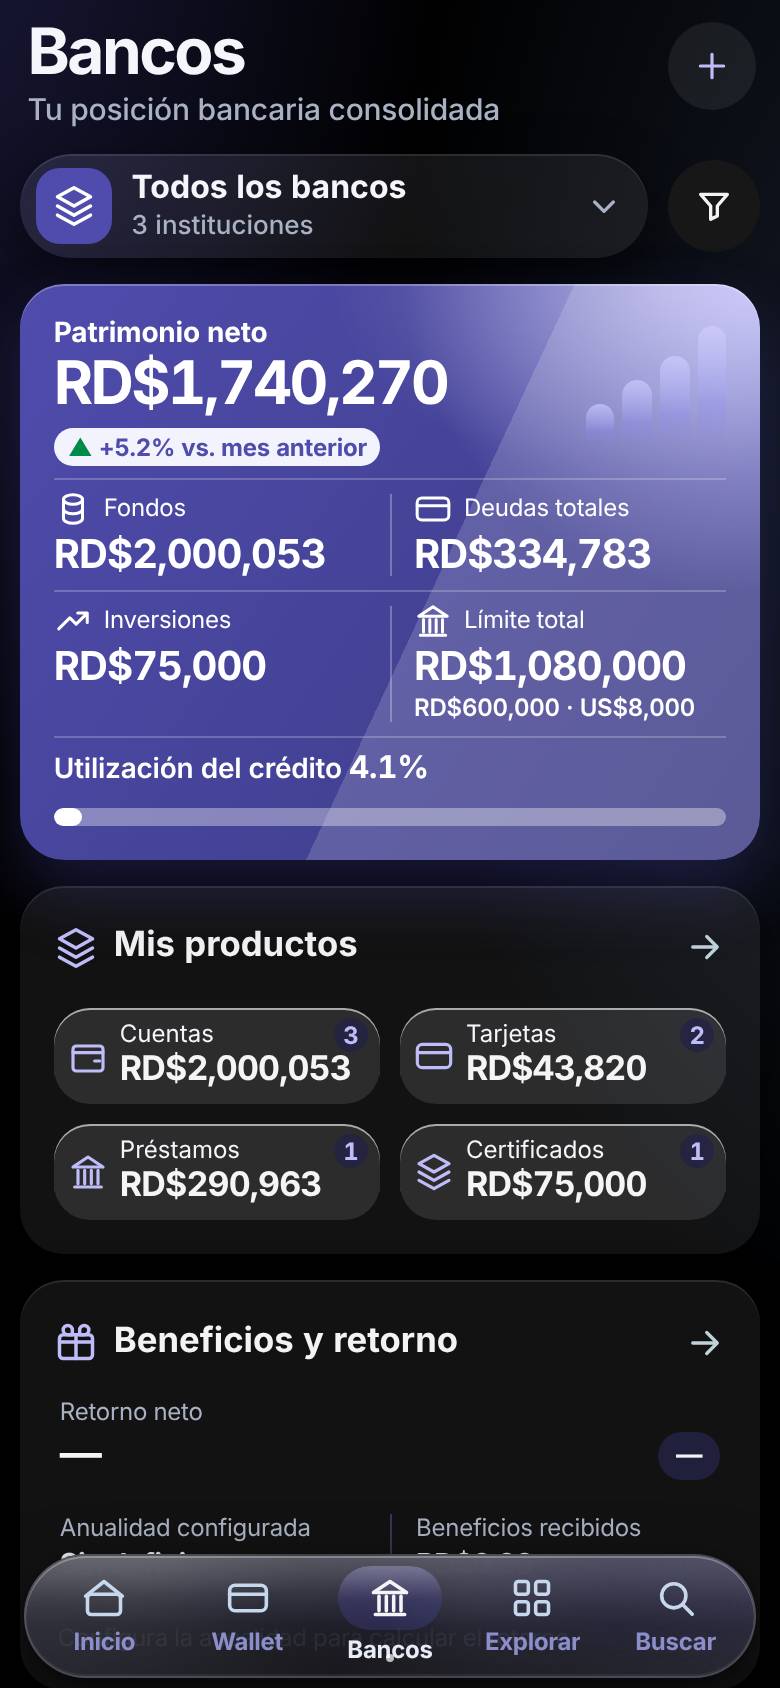 Bancos
Tu posición bancaria consolidada
Todos los bancos
3 instituciones
Patrimonio neto
RD$1,740,270
+5.2% vs. mes anterior
Fondos
RD$2,000,053
Deudas totales
RD$334,783
Inversiones
RD$75,000
Límite total
RD$1,080,000
RD$600,000 · US$8,000
Utilización del crédito 4.1%
Mis productos
Cuentas 3
RD$2,000,053
Tarjetas 2
RD$43,820
Préstamos 1
RD$290,963
Certificados 1
RD$75,000
Beneficios y retorno
Retorno neto
—
—
Anualidad configurada
Beneficios recibidos
Inicio
Wallet
Bancos
Explorar
Buscar